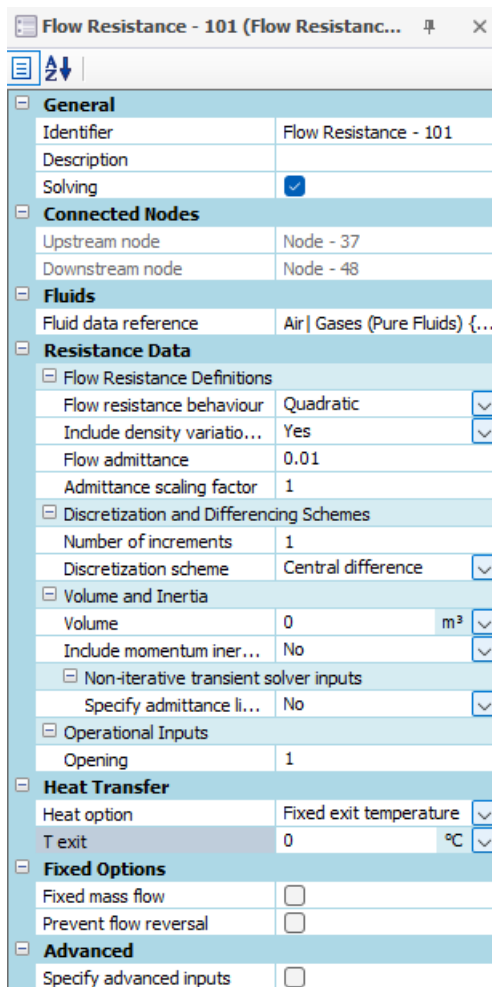 Flow Resistance - 101 (Flow Resistanc...
General
Identifier Flow Resistance - 101
Description
Solving
Connected Nodes
Upstream node Node - 37
Downstream node Node - 48
Fluids
Fluid data reference Air| Gases (Pure Fluids) {...
Resistance Data
Flow Resistance Definitions
Flow resistance behaviour Quadratic
Include density variatio... Yes
Flow admittance 0.01
Admittance scaling factor 1
Discretization and Differencing Schemes
Number of increments 1
Discretization scheme Central difference
Volume and Inertia
Volume 0 m³
Include momentum iner... No
Non-iterative transient solver inputs
Specify admittance li... No
Operational Inputs
Opening 1
Heat Transfer
Heat option Fixed exit temperature
T exit 0 °C
Fixed Options
Fixed mass flow
Prevent flow reversal
Advanced
Specify advanced inputs